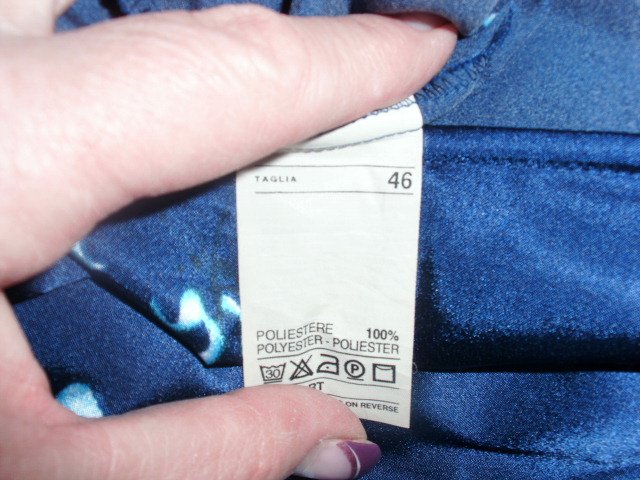 TAGLIA 46
POLIESTERE 100%
POLYESTER - POLIESTER
30 P
ON REVERSE